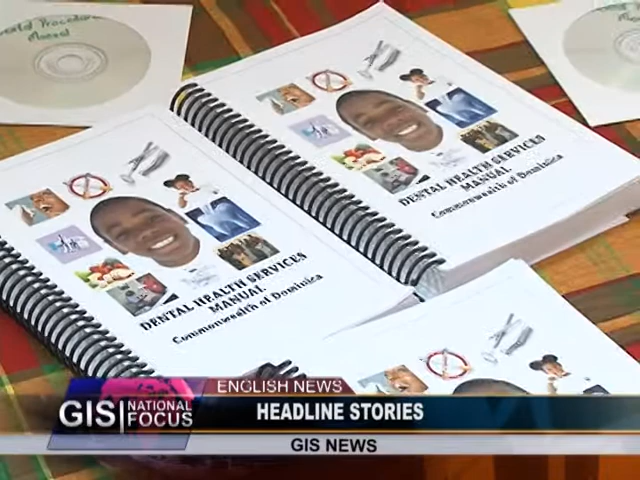 Manual
DENTAL HEALTH SERVICES
MANUAL
Commonwealth of Dominica
DENTAL HEALTH SERVICES
MANUAL
Commonwealth of Dominica
ENGLISH NEWS
GIS NATIONAL FOCUS
HEADLINE STORIES
GIS NEWS